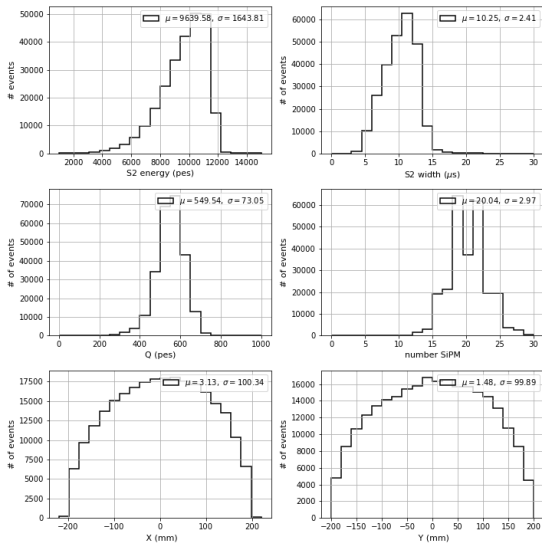 50000
40000
30000
20000
10000
0
# events
μ = 9639.58, σ = 1643.81
2000 4000 6000 8000 10000 12000 14000
S2 energy (pes)
60000
50000
40000
30000
20000
10000
0
# of events
μ = 10.25, σ = 2.41
0 5 10 15 20 25 30
S2 width (μs)
70000
60000
50000
40000
30000
20000
10000
0
# of events
μ = 549.54, σ = 73.05
0 200 400 600 800 1000
Q (pes)
60000
50000
40000
30000
20000
10000
0
# of events
μ = 20.04, σ = 2.97
0 5 10 15 20 25 30
number SiPM
17500
15000
12500
10000
7500
5000
2500
0
# of events
μ = 3.13, σ = 100.34
−200 −100 0 100 200
X (mm)
16000
14000
12000
10000
8000
6000
4000
2000
0
# of events
μ = 1.48, σ = 99.89
−200 −150 −100 −50 0 50 100 150 200
Y (mm)